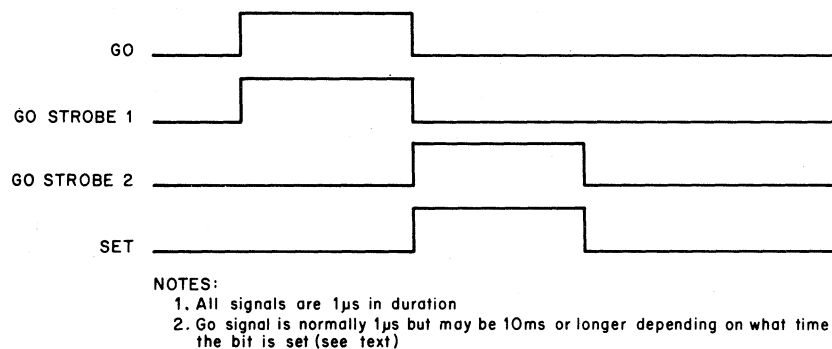 GO
GO STROBE 1
GO STROBE 2
SET
NOTES:
1. All signals are 1µs in duration
2. Go signal is normally 1µs but may be 10ms or longer depending on what time
the bit is set (see text)